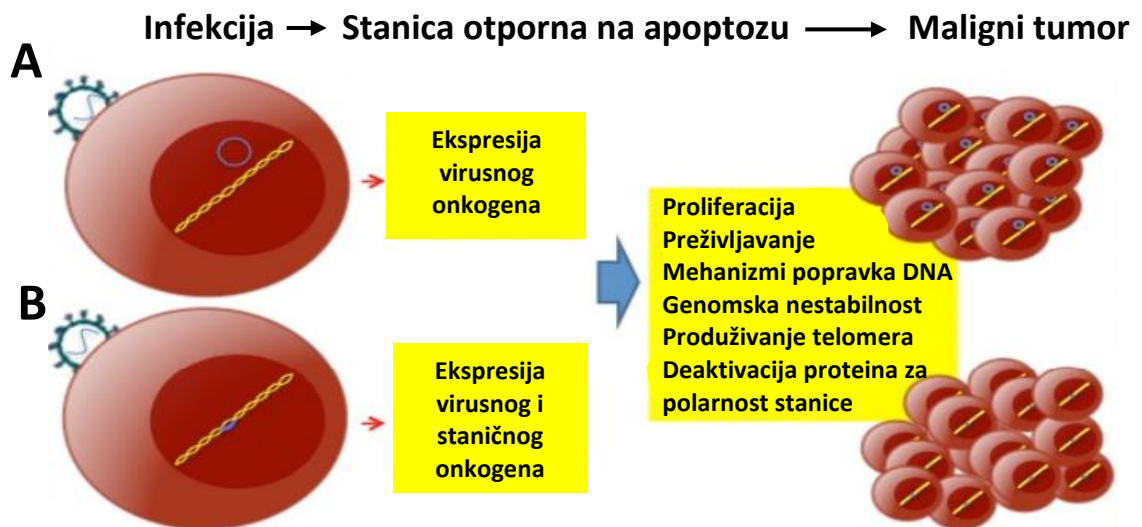 Infekcija → Stanica otporna na apoptozu → Maligni tumor
A
Ekspresija
virusnog
onkogena
Proliferacija
Preživljavanje
Mehanizmi popravka DNA
Genomska nestabilnost
Produživanje telomera
Deaktivacija proteina za
polarnost stanice
B
Ekspresija
virusnog i
staničnog
onkogena